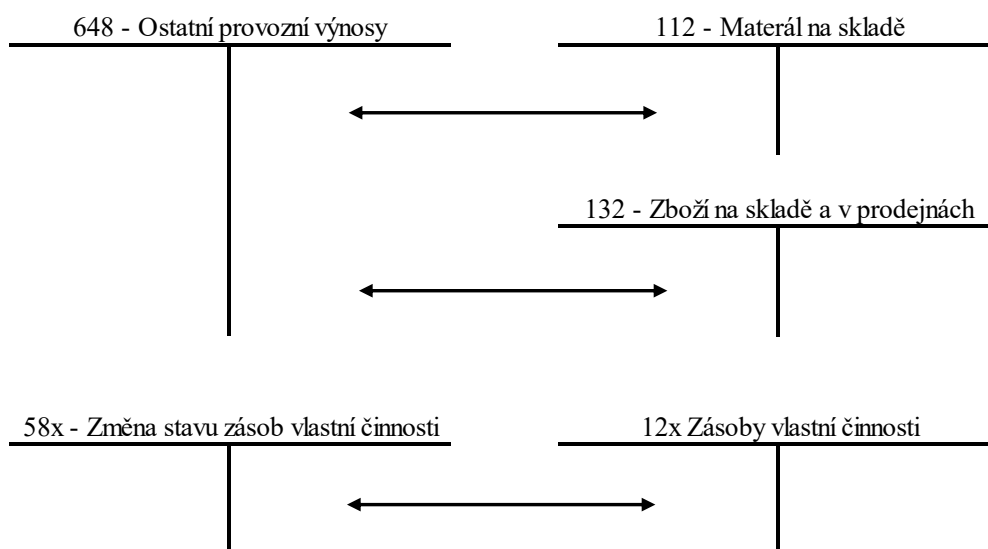 648 - Ostatní provozní výnosy
112 - Materál na skladě
132 - Zboží na skladě a v prodejnách
58x - Změna stavu zásob vlastní činnosti
12x Zásoby vlastní činnosti